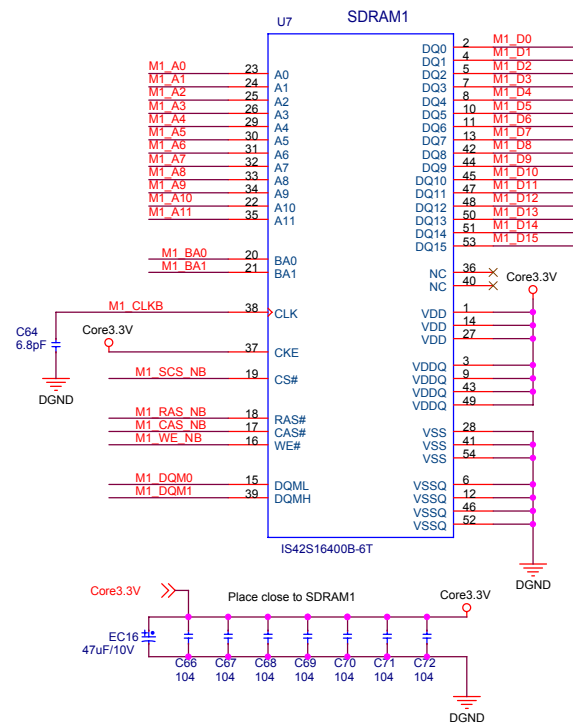 U7 SDRAM1
M1_A0 23 A0 DQ0 2 M1_D0
M1_A1 24 A1 DQ1 4 M1_D1
M1_A2 25 A2 DQ2 5 M1_D2
M1_A3 26 A3 DQ3 7 M1_D3
M1_A4 29 A4 DQ4 8 M1_D4
M1_A5 30 A5 DQ5 10 M1_D5
M1_A6 31 A6 DQ6 11 M1_D6
M1_A7 32 A7 DQ7 13 M1_D7
M1_A8 33 A8 DQ8 42 M1_D8
M1_A9 34 A9 DQ9 44 M1_D9
M1_A10 22 A10 DQ10 45 M1_D10
M1_A11 35 A11 DQ11 47 M1_D11
DQ12 48 M1_D12
DQ13 50 M1_D13
DQ14 51 M1_D14
DQ15 53 M1_D15
M1_BA0 20 BA0
M1_BA1 21 BA1
NC 36
NC 40
Core3.3V
M1_CLKB 38 CLK
C64
6.8pF
DGND
Core3.3V
37 CKE
M1_SCS_NB 19 CS#
M1_RAS_NB 18 RAS#
M1_CAS_NB 17 CAS#
M1_WE_NB 16 WE#
M1_DQM0 15 DQML
M1_DQM1 39 DQMH
VDD 1
VDD 14
VDD 27
VDDQ 3
VDDQ 9
VDDQ 43
VDDQ 49
VSS 28
VSS 41
VSS 54
VSSQ 6
VSSQ 12
VSSQ 46
VSSQ 52
DGND
IS42S16400B-6T
Core3.3V Place close to SDRAM1 Core3.3V
EC16
47uF/10V
C66 C67 C68 C69 C70 C71 C72
104 104 104 104 104 104 104
DGND